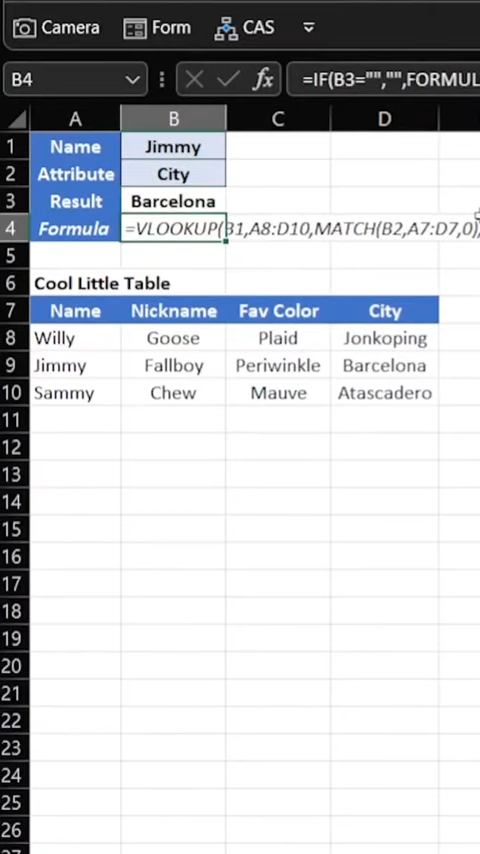 Camera Form CAS
B4 fx =IF(B3="","",FORMUL
A B C D
1 Name Jimmy
2 Attribute City
3 Result Barcelona
4 Formula =VLOOKUP(B1,A8:D10,MATCH(B2,A7:D7,0),
5
6 Cool Little Table
7 Name Nickname Fav Color City
8 Willy Goose Plaid Jonkoping
9 Jimmy Fallboy Periwinkle Barcelona
10 Sammy Chew Mauve Atascadero
11
12
13
14
15
16
17
18
19
20
21
22
23
24
25
26